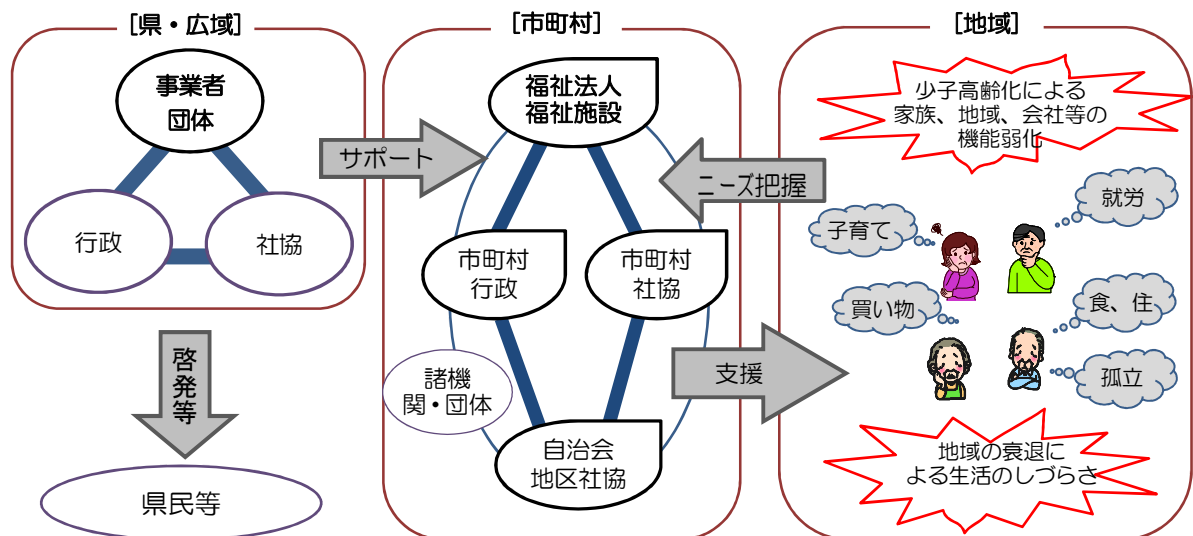 [県・広域]
事業者
団体
行政
社協
啓発等
県民等
サポート
[市町村]
福祉法人
福祉施設
市町村
行政
市町村
社協
諸機
関・団体
自治会
地区社協
ニーズ把握
支援
[地域]
少子高齢化による
家族、地域、会社等の
機能弱化
子育て
就労
買い物
食、住
孤立
地域の衰退に
よる生活のしづらさ